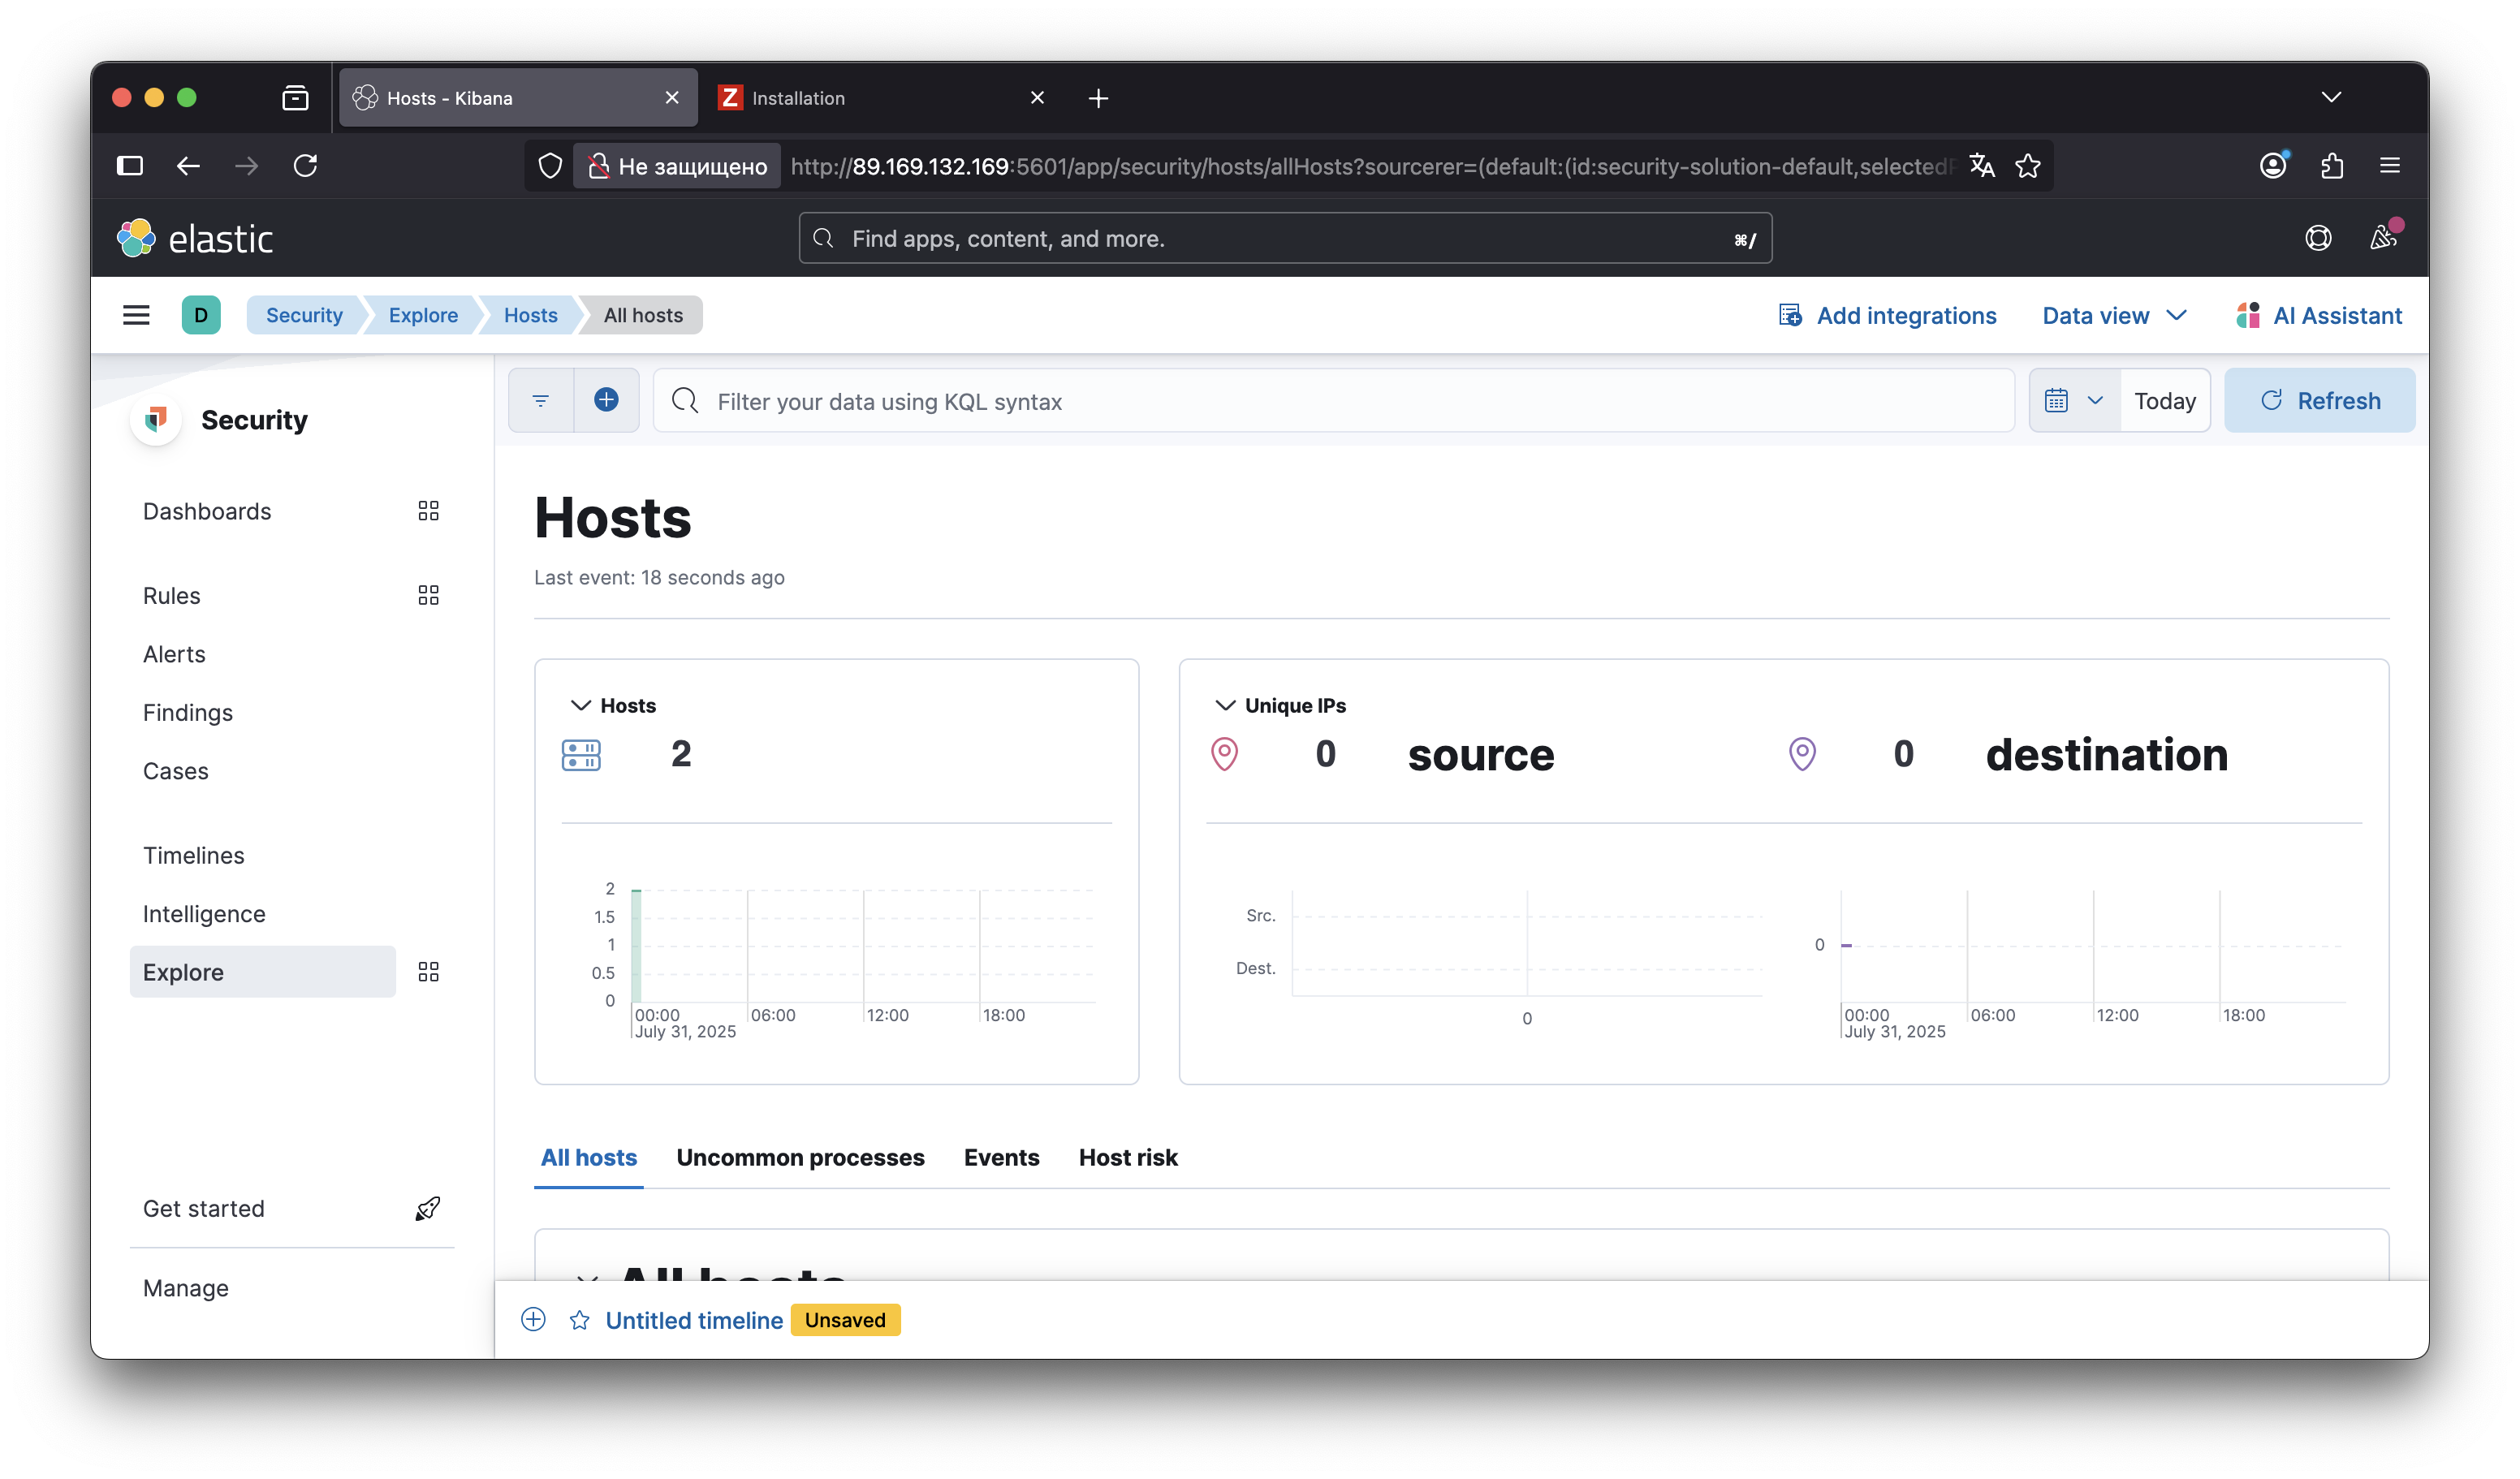 Hosts - Kibana
Z Installation
Не защищено http://89.169.132.169:5601/app/security/hosts/allHosts?sourcerer=(default:(id:security-solution-default,selected
elastic
Find apps, content, and more. ⌘/
D Security Explore Hosts All hosts
Add integrations Data view AI Assistant
Security
Dashboards
Rules
Alerts
Findings
Cases
Timelines
Intelligence
Explore
Get started
Manage
Filter your data using KQL syntax
Today Refresh
Hosts
Last event: 18 seconds ago
Hosts
2
2
1.5
1
0.5
0
00:00 06:00 12:00 18:00
July 31, 2025
Unique IPs
0 source 0 destination
Src.
Dest.
0
0
00:00 06:00 12:00 18:00
July 31, 2025
All hosts Uncommon processes Events Host risk
All hosts
Untitled timeline Unsaved